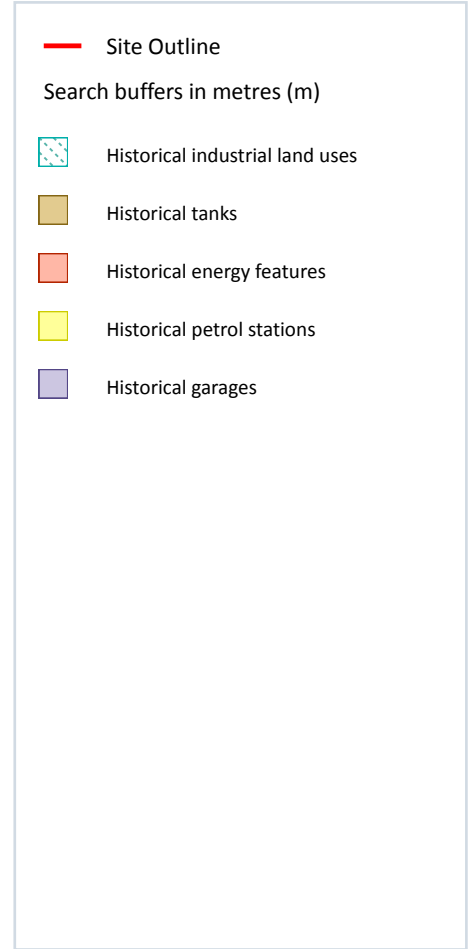 Site Outline
Search buffers in metres (m)
Historical industrial land uses
Historical tanks
Historical energy features
Historical petrol stations
Historical garages